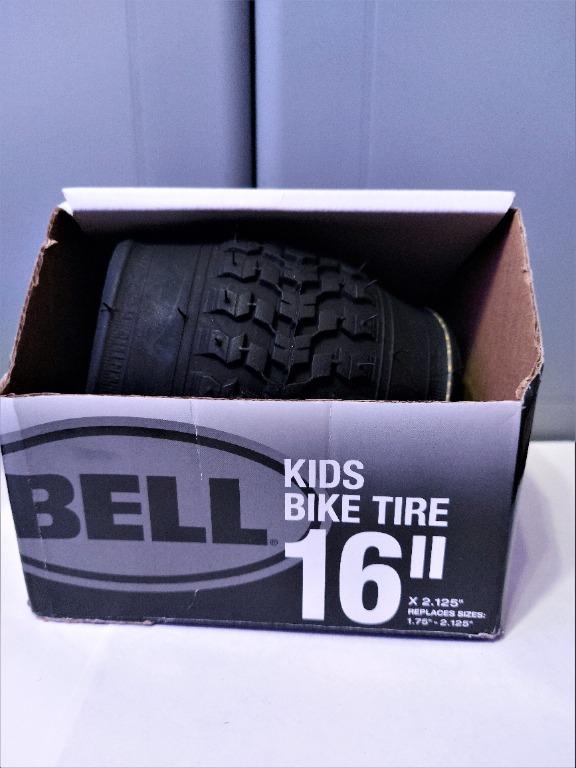 BELL®
KIDS
BIKE TIRE
16"
X 2.125"
REPLACES SIZES:
1.75" - 2.125"